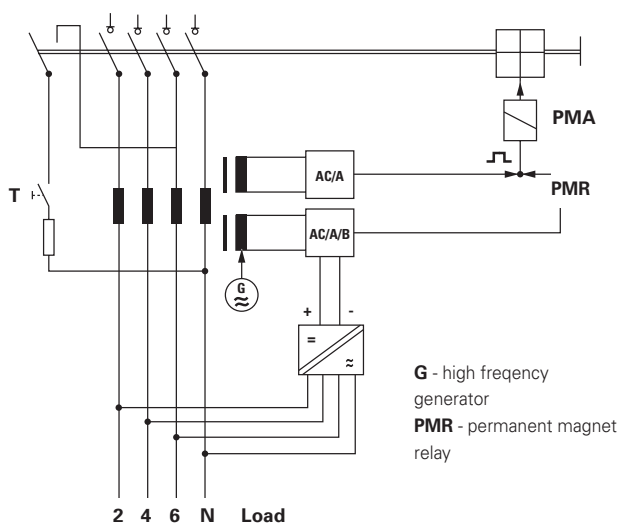 PMA
AC/A
PMR
T
AC/A/B
G
≈
+ -
=
≈
G - high freqency
generator
PMR - permanent magnet
relay
2 4 6 N Load